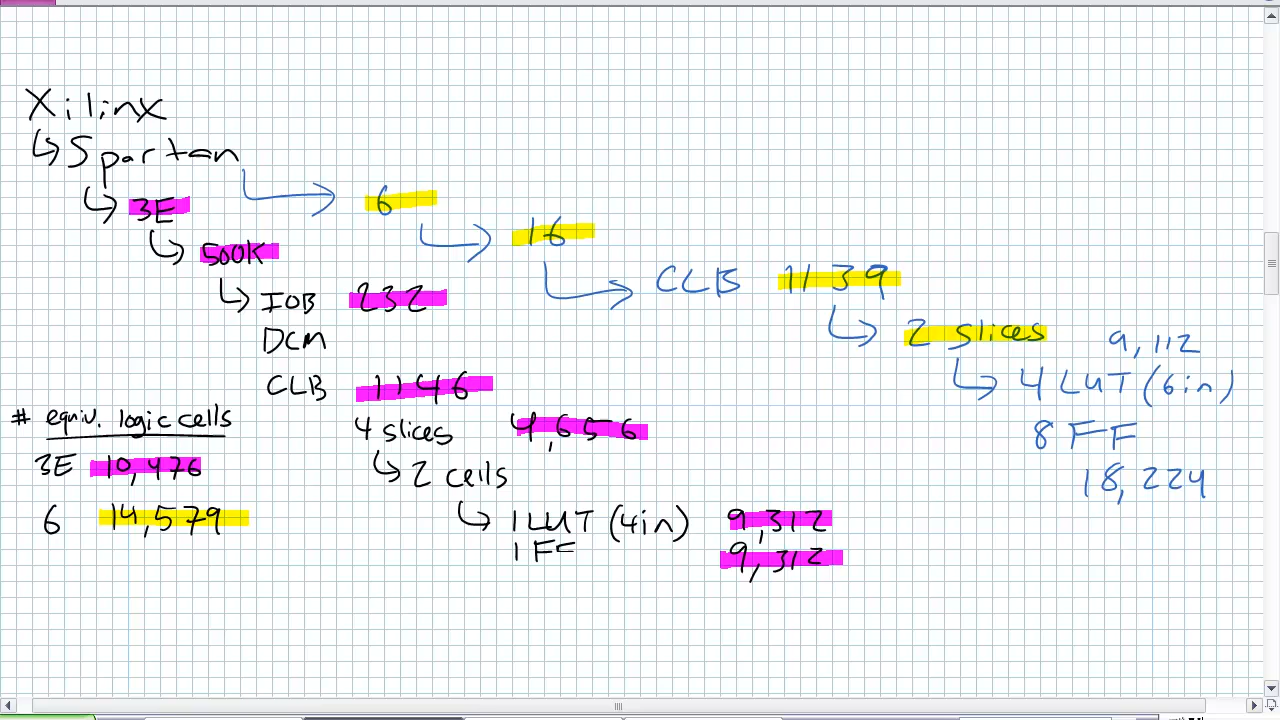 Xilinx
↳ Spartan
↳ 3E
↳ 6
↳ 500K
↳ 16
↳ IOB 232
↳ CLB 1139
DCM
↳ 2 slices 9,112
CLB 1146
↳ 4 LUT (6in)
# equiv. logic cells
4 slices 4,656
8 FF
3E 10,476
↳ 2 cells
18,224
6 14,579
↳ 1 LUT (4in) 9,312
1 FF 9,312